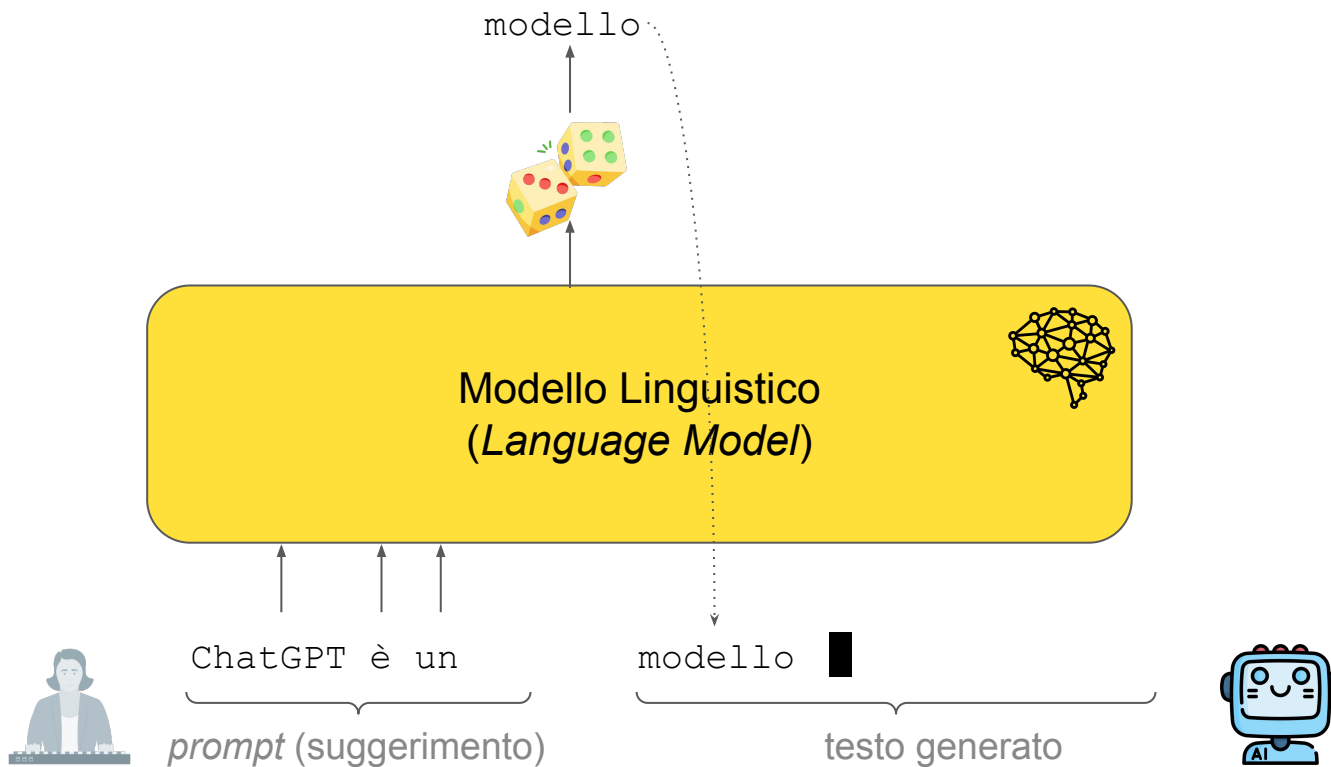 modello
Modello Linguistico
(Language Model)
ChatGPT è un
modello
prompt (suggerimento)
testo generato
AI